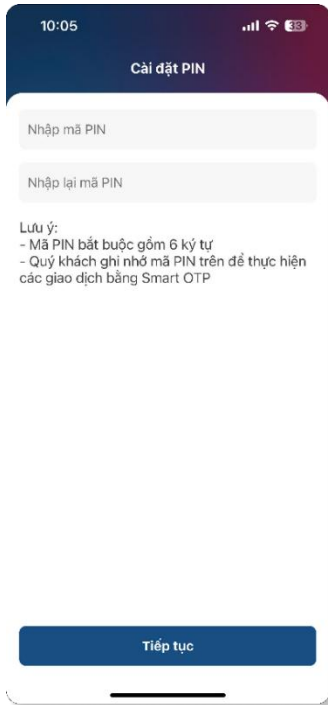 10:05
33
Cài đặt PIN
Nhập mã PIN
Nhập lại mã PIN
Lưu ý:
- Mã PIN bắt buộc gồm 6 ký tự
- Quý khách ghi nhớ mã PIN trên để thực hiện
các giao dịch bằng Smart OTP
Tiếp tục